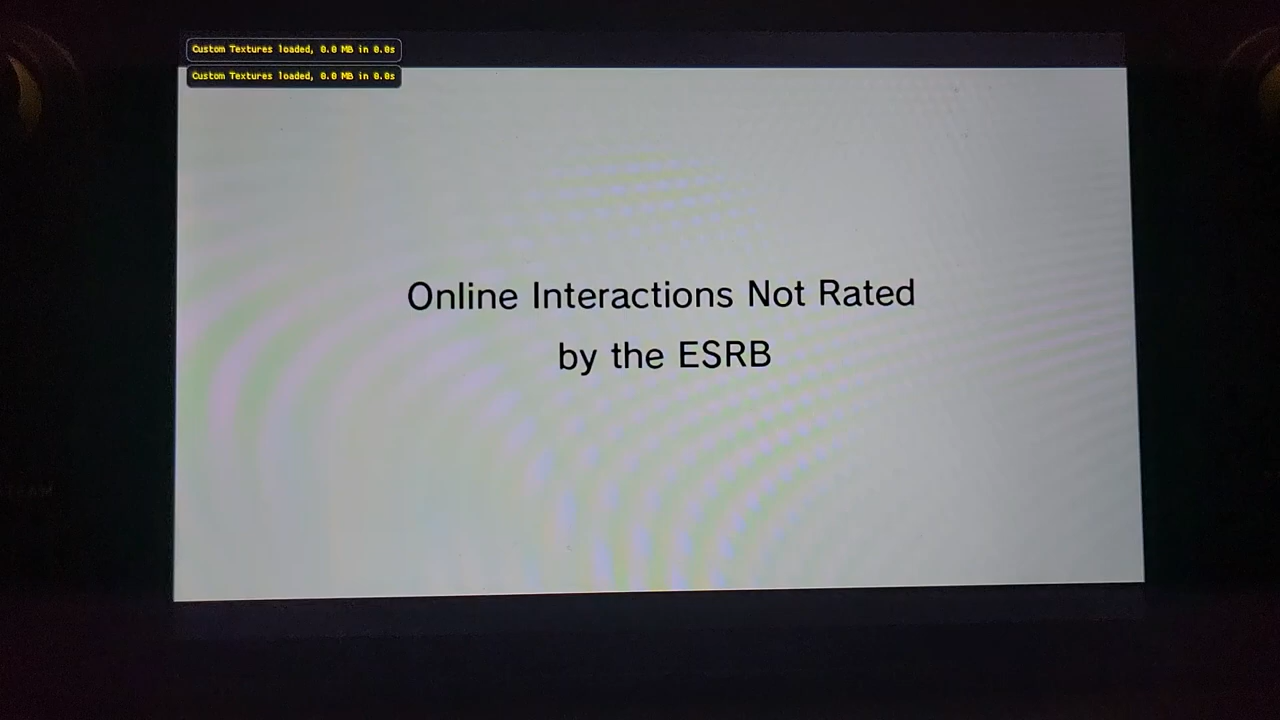 Custom Textures loaded, 0.0 MB in 0.0s
Custom Textures loaded, 0.0 MB in 0.0s
Online Interactions Not Rated
by the ESRB